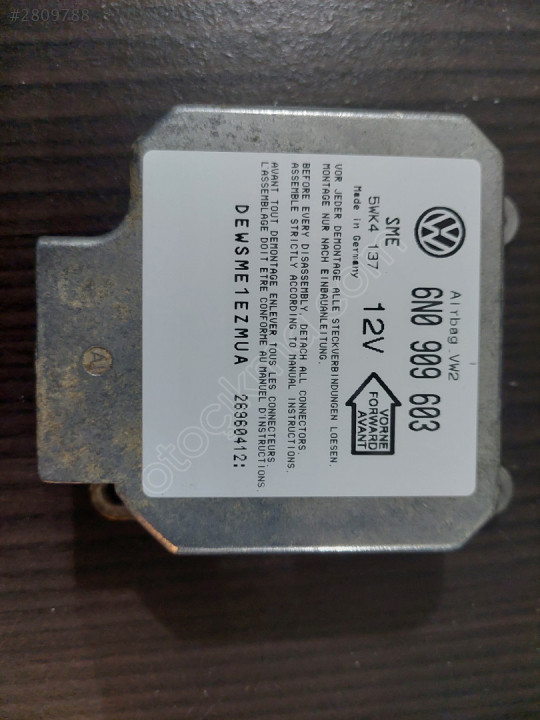 #2809788
Airbag VW2
6N0 909 603
SME
5WK4 137
Made in Germany
12V
VORNE
FORWARD
AVANT
VOR JEDER DEMONTAGE ALLE STECKVERBINDUNGEN LOESEN.
MONTAGE NUR NACH EINBAUANLEITUNG.
BEFORE EVERY DISASSEMBLY, DETACH ALL CONNECTORS.
ASSEMBLE STRICTLY ACCORDING TO MANUAL INSTRUCTIONS.
AVANT TOUT DEMONTAGE ENLEVER TOUS LES CONNECTEURS
L'ASSEMBLAGE DOIT ETRE CONFORME AU MANUEL D'INSTRUCTIONS.
DEWSME1EZMUA 26960412:
A